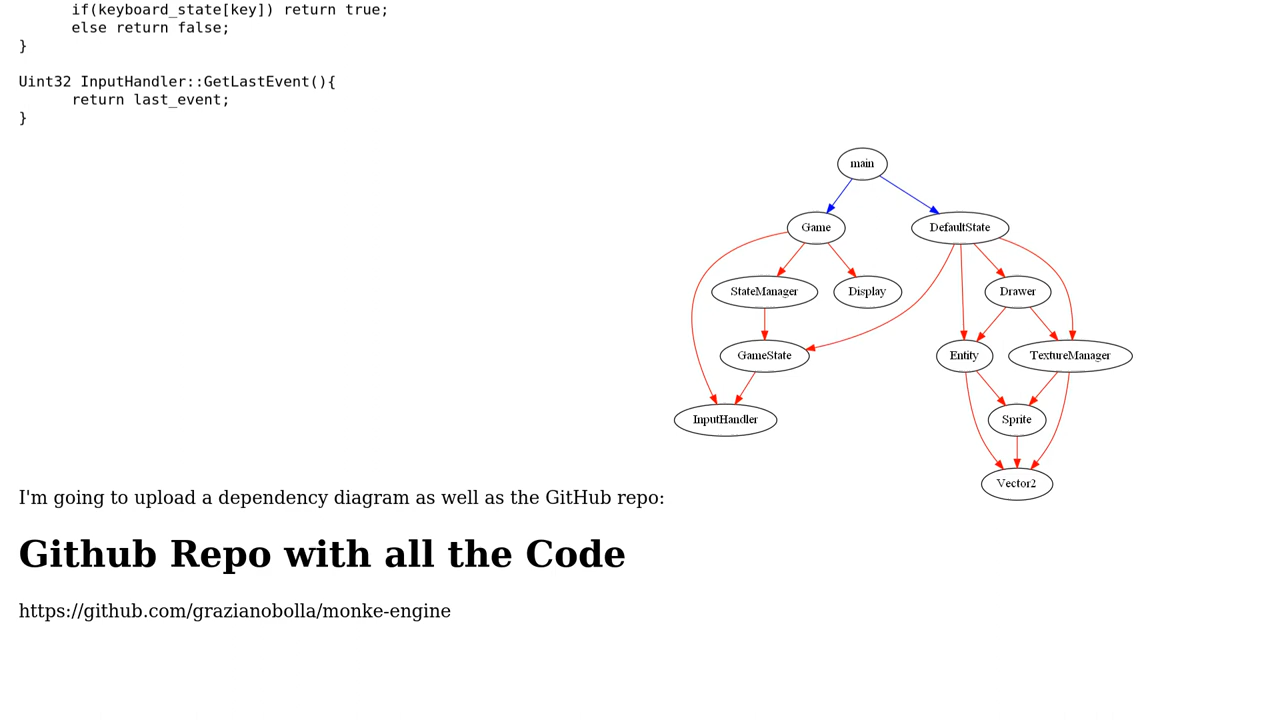 if(keyboard_state[key]) return true;
else return false;
}
Uint32 InputHandler::GetLastEvent(){
return last_event;
}
main
Game
DefaultState
StateManager
Display
Drawer
GameState
Entity
TextureManager
InputHandler
Sprite
Vector2
I'm going to upload a dependency diagram as well as the GitHub repo:
Github Repo with all the Code
https://github.com/grazianobolla/monke-engine